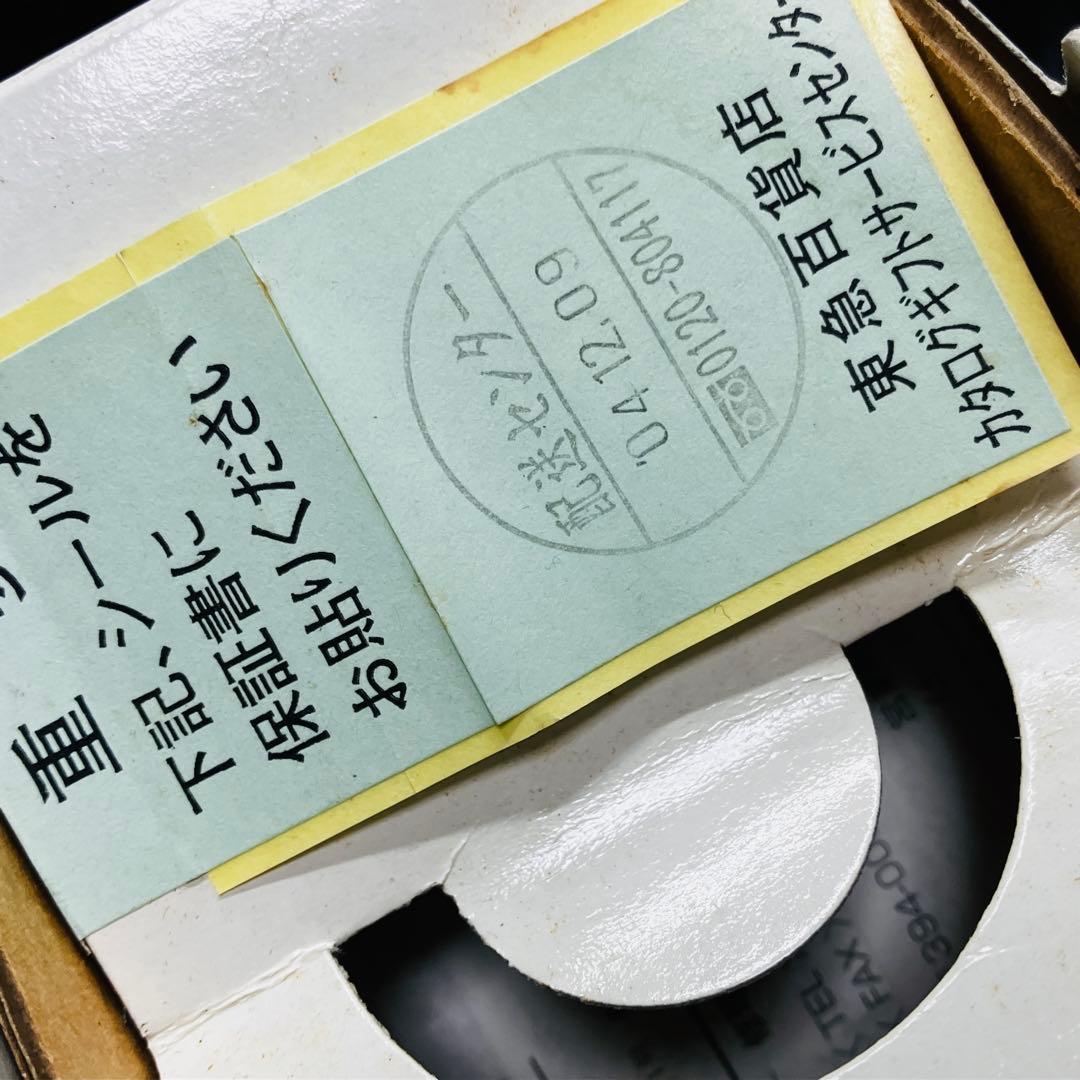 重
シールを
下記、
保証書に
お貼りください
配送センター
'04.12.09
0120-804117
東急百貨店
カタログギフトサービスセンター
TEL
FAX
394-00